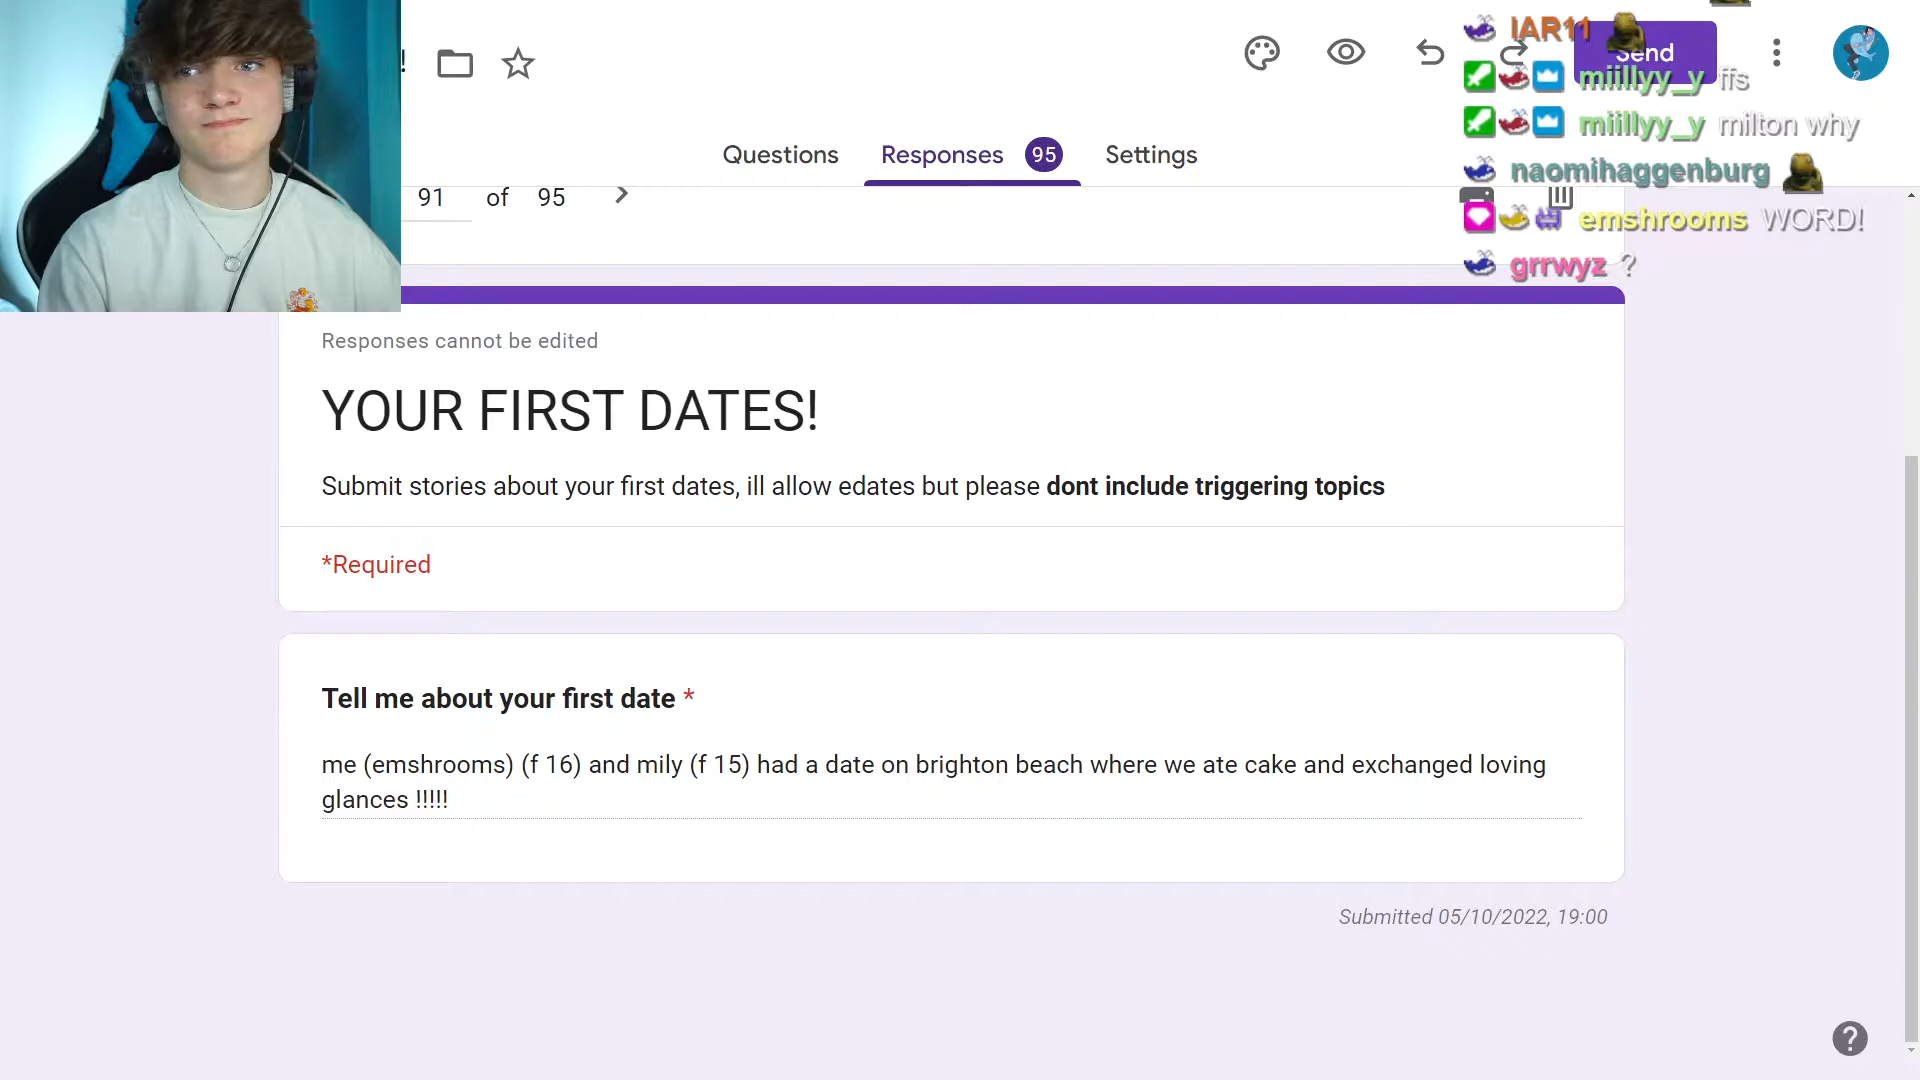 !
Send
IAR11
miillyy_y ffs
miillyy_y milton why
naomihaggenburg
emshrooms WORD!
grrwyz ?
Questions
Responses 95
Settings
91 of 95
Responses cannot be edited
YOUR FIRST DATES!
Submit stories about your first dates, ill allow edates but please dont include triggering topics
*Required
Tell me about your first date *
me (emshrooms) (f 16) and mily (f 15) had a date on brighton beach where we ate cake and exchanged loving
glances !!!!!
Submitted 05/10/2022, 19:00
?